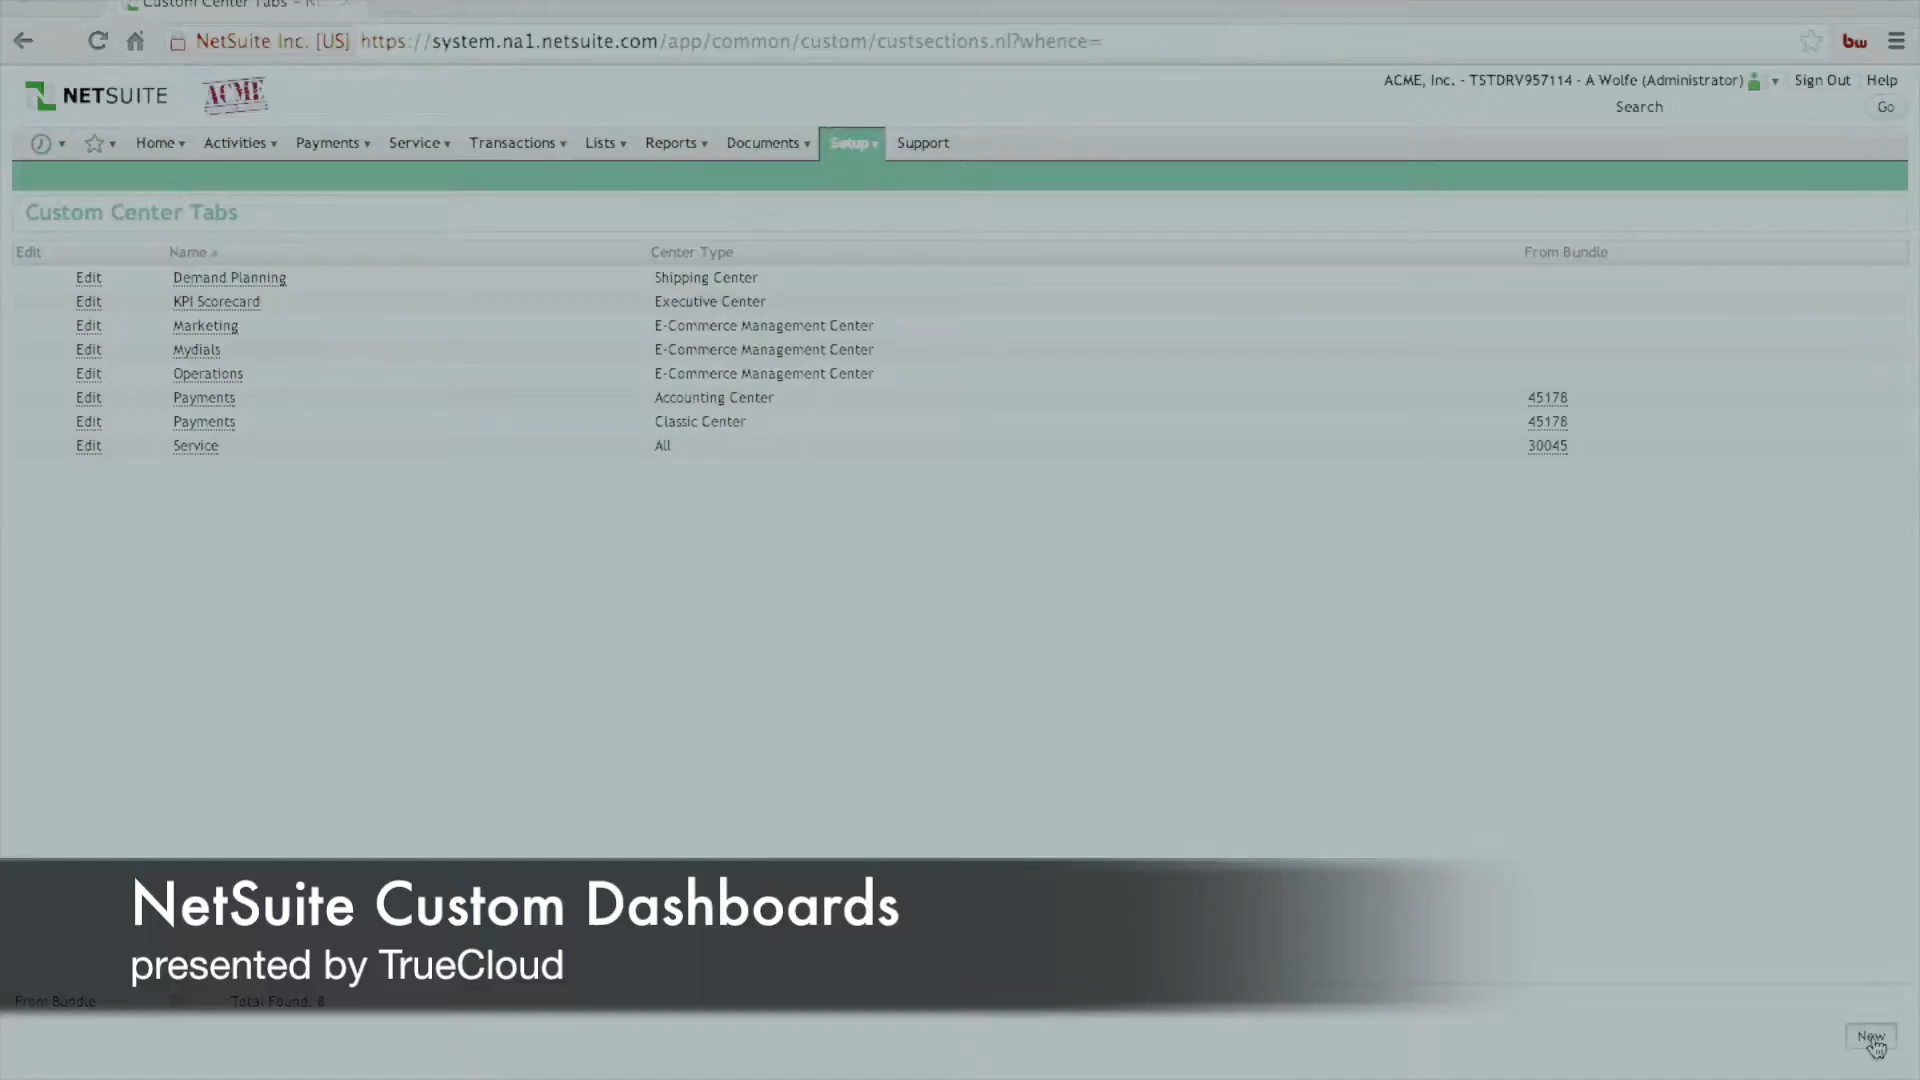 Custom Center Tabs - N
NetSuite Inc. [US] https://system.na1.netsuite.com/app/common/custom/custsections.nl?whence=
bw
NETSUITE ACME
ACME, Inc. - TSTDRV957114 - A Wolfe (Administrator) Sign Out Help
Search Go
Home Activities Payments Service Transactions Lists Reports Documents Setup Support
Custom Center Tabs
Edit Name Center Type From Bundle
Edit Demand Planning Shipping Center
Edit KPI Scorecard Executive Center
Edit Marketing E-Commerce Management Center
Edit Mydials E-Commerce Management Center
Edit Operations E-Commerce Management Center
Edit Payments Accounting Center 45178
Edit Payments Classic Center 45178
Edit Service All 30045
NetSuite Custom Dashboards
presented by TrueCloud
From Bundle Total Found: 8
New